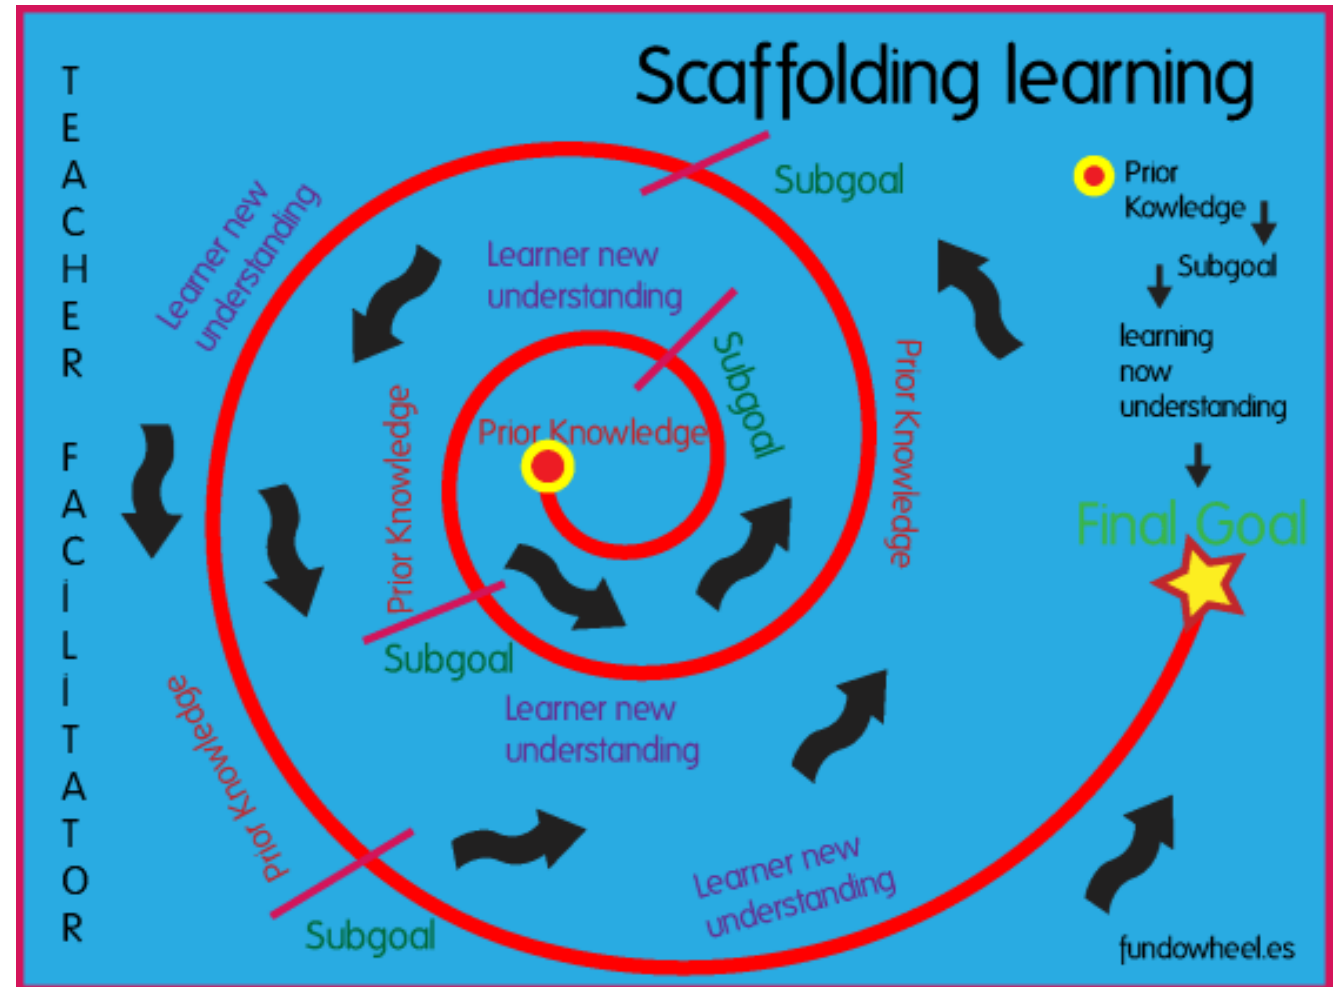 Scaffolding learning
TEACHER FACiLiTATOR
Prior
Kowledge
Subgoal
learning
now
understanding
Final Goal
Subgoal
Learner new
understanding
Learner new
understanding
Subgoal
Prior Knowledge
Prior Knowledge
Prior Knowledge
Subgoal
Learner new
understanding
Prior Knowledge
Subgoal
Learner new
understanding
fundowheel.es